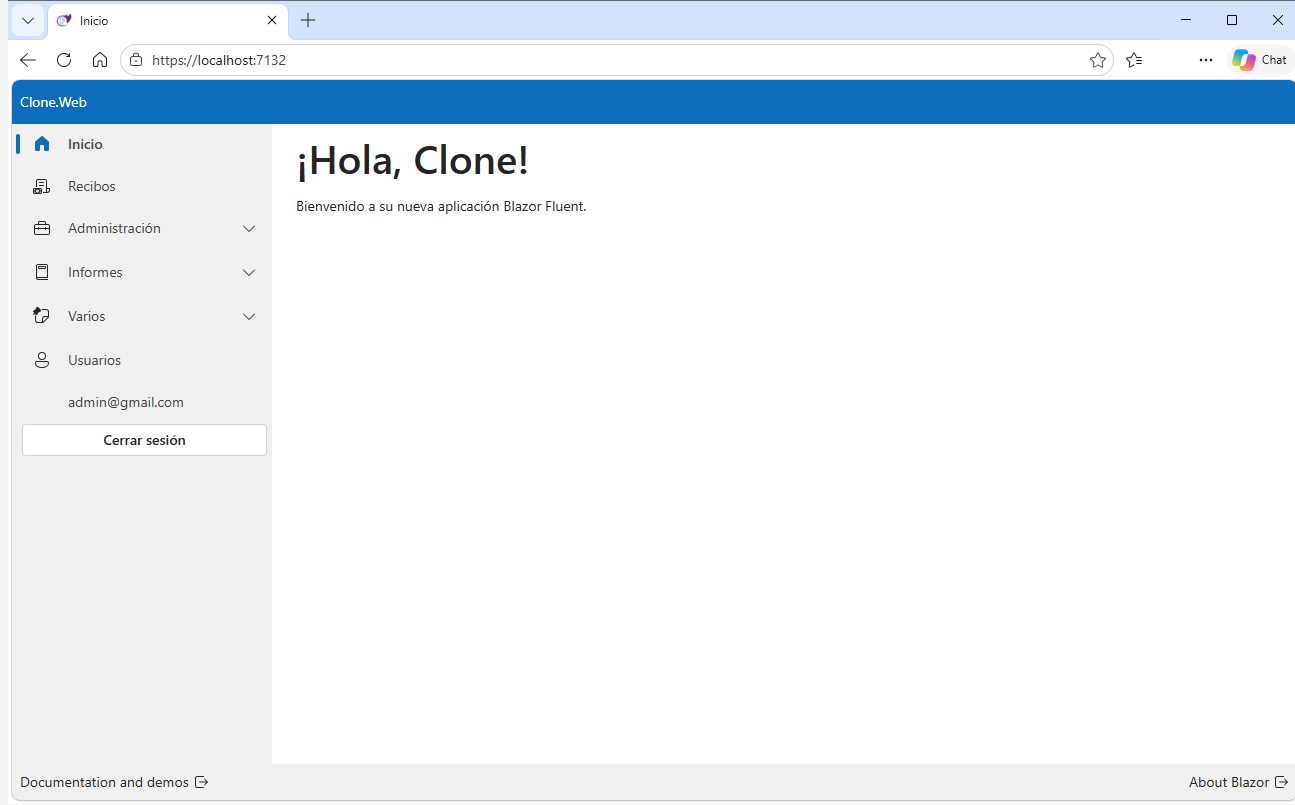 Inicio
https://localhost:7132
Chat
Clone.Web
Inicio
Recibos
Administración
Informes
Varios
Usuarios
admin@gmail.com
Cerrar sesión
¡Hola, Clone!
Bienvenido a su nueva aplicación Blazor Fluent.
Documentation and demos
About Blazor